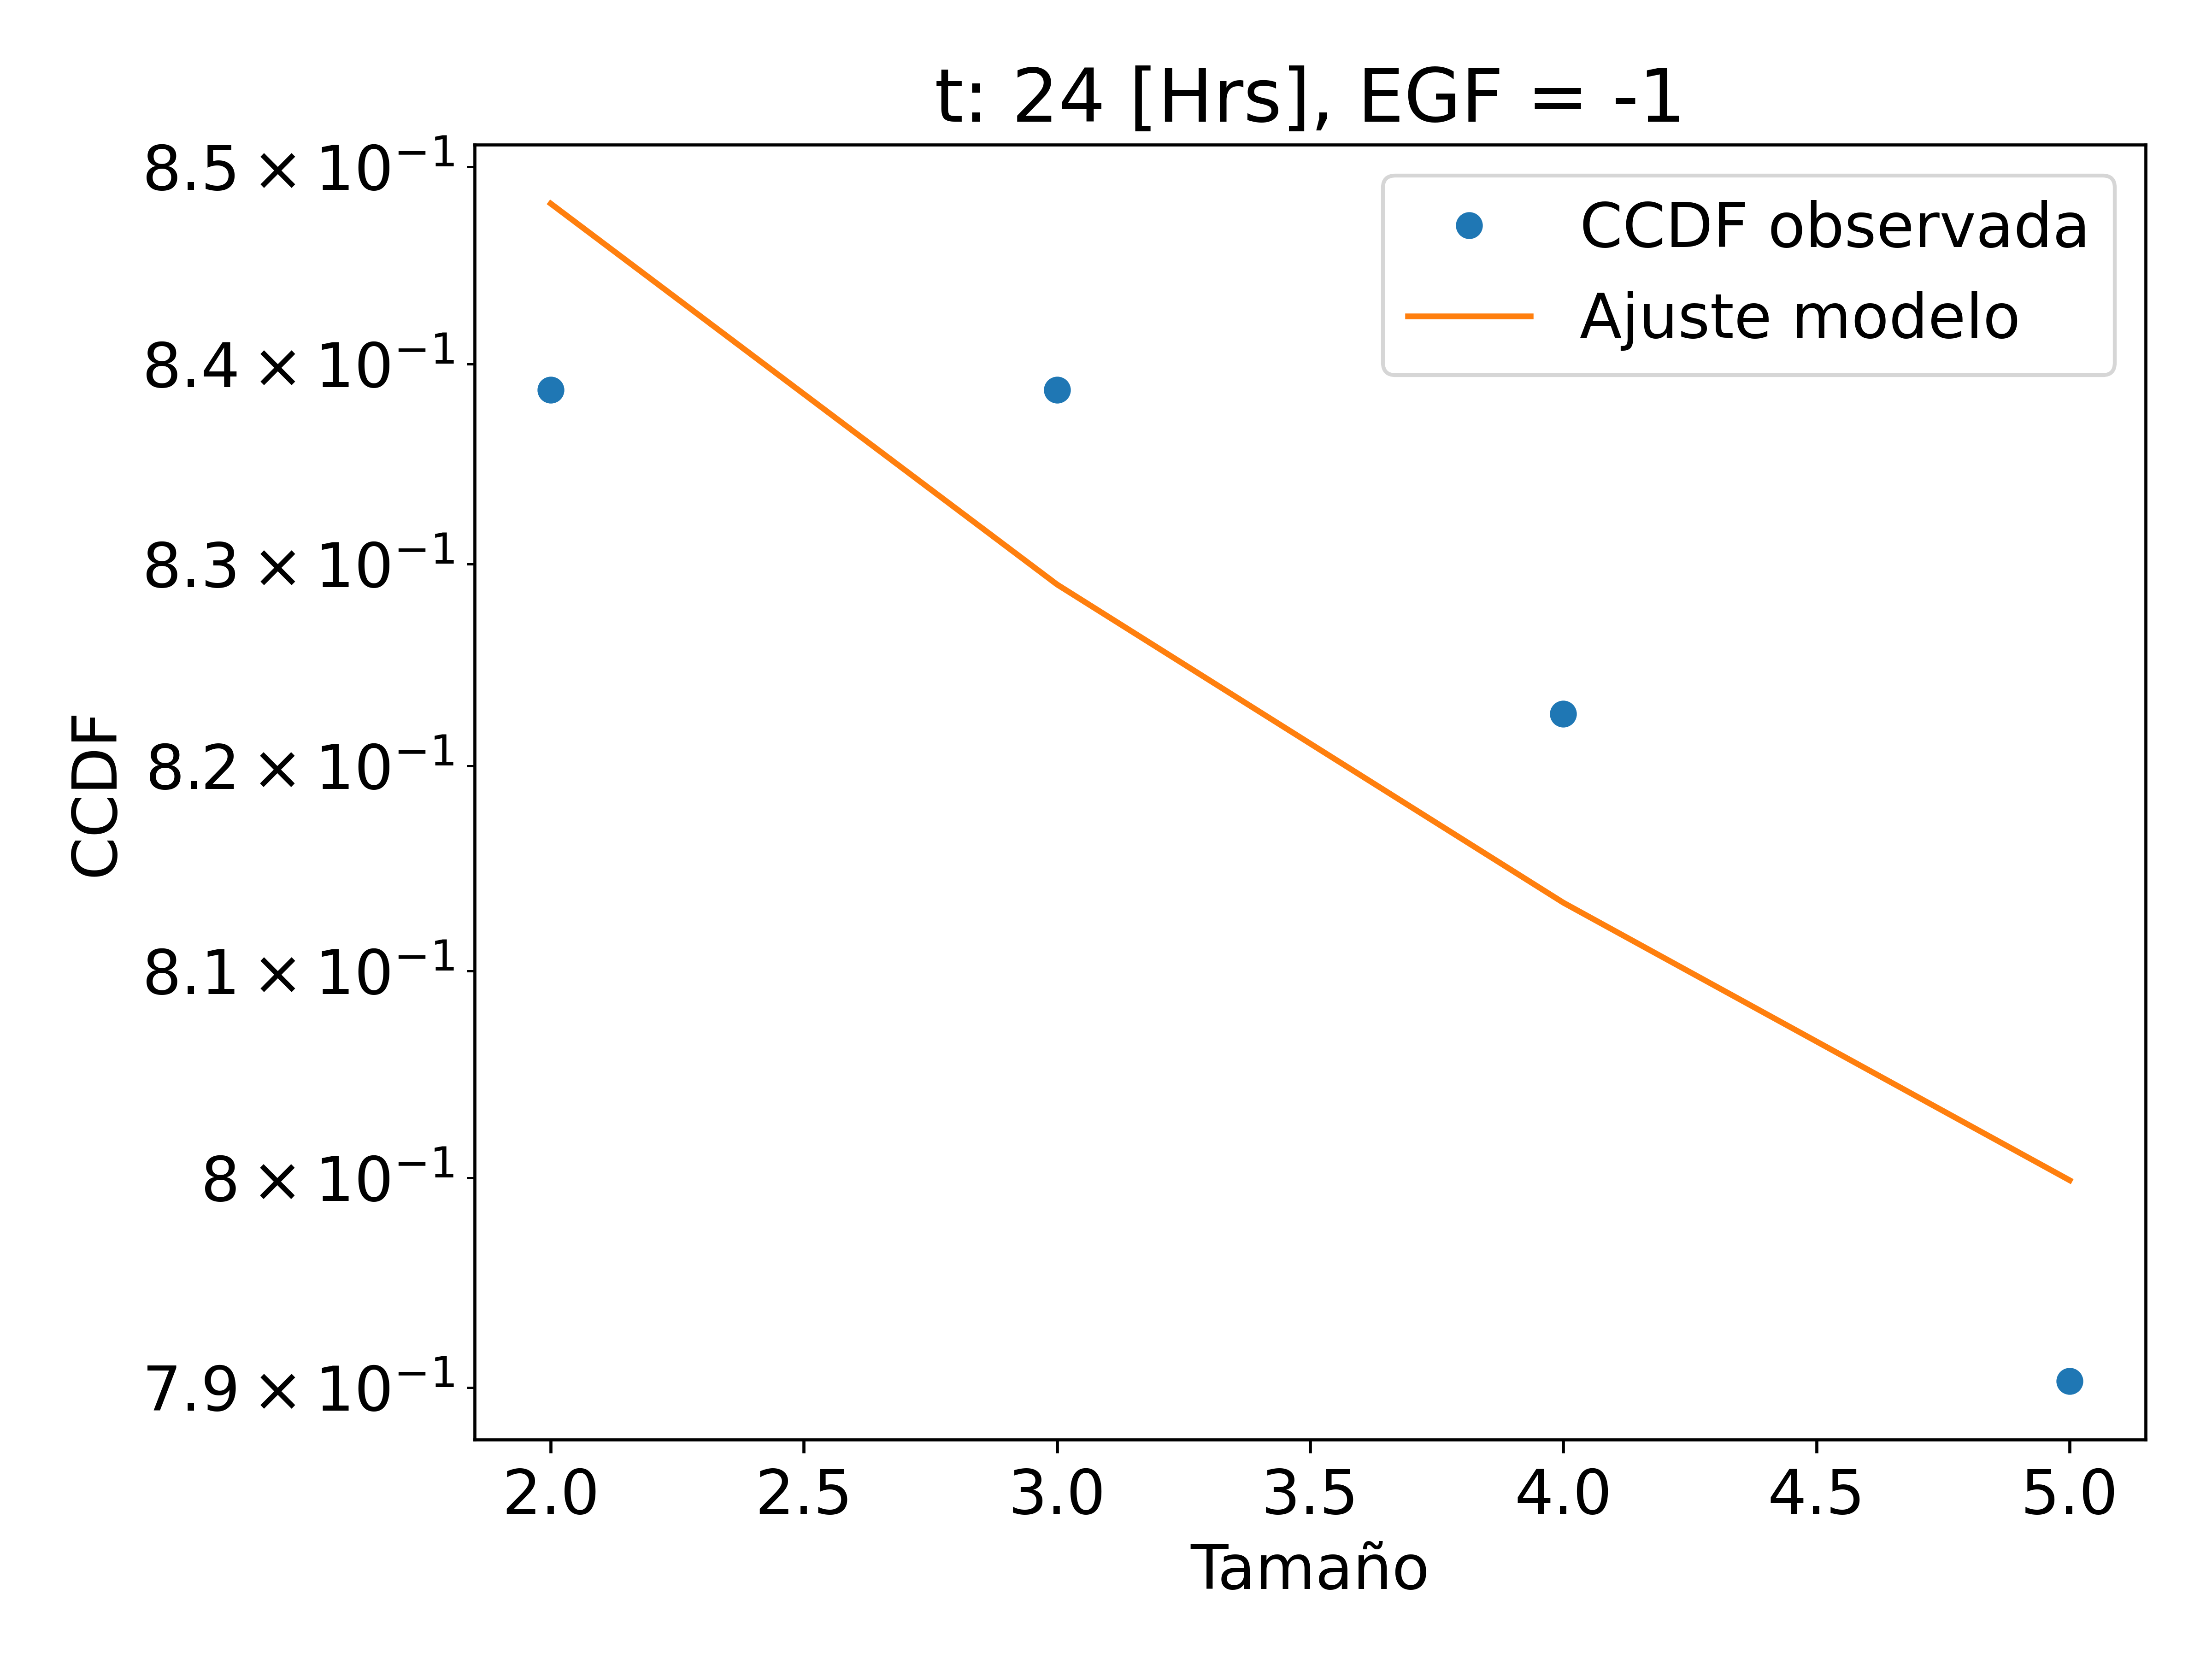 t: 24 [Hrs], EGF = -1
8.5 × 10⁻¹
8.4 × 10⁻¹
8.3 × 10⁻¹
8.2 × 10⁻¹
8.1 × 10⁻¹
8 × 10⁻¹
7.9 × 10⁻¹
CCDF
CCDF observada
Ajuste modelo
2.0 2.5 3.0 3.5 4.0 4.5 5.0
Tamaño